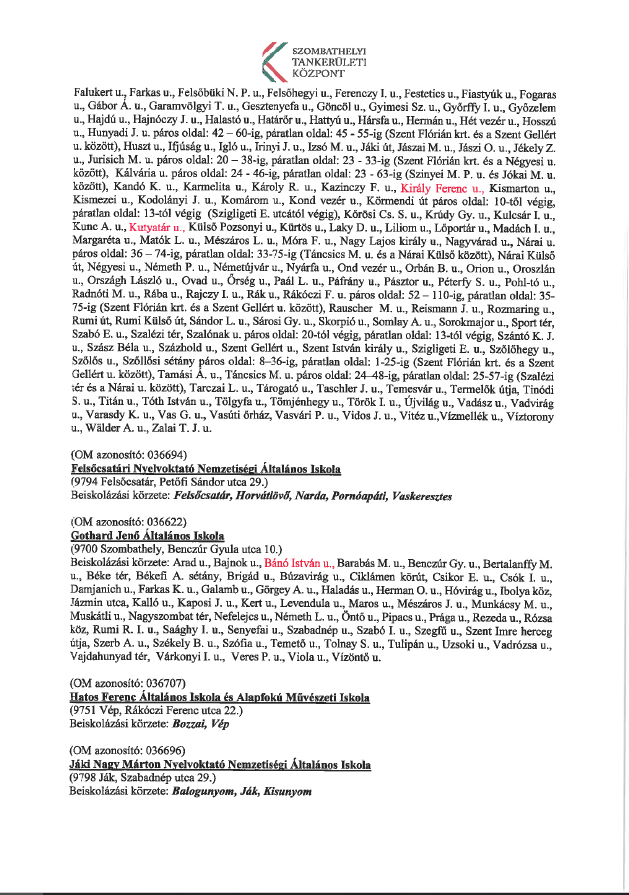 SZOMBATHELYI
TANKERÜLETI
KÖZPONT
Falukert u., Farkas u., Felsőbüki N. P. u., Felsőhegyi u., Ferenczy I. u., Festetics u., Fiastyúk u., Fogaras
u., Gábor Á. u., Garamvölgyi T. u., Gesztenyefa u., Göncöl u., Gyimesi Sz. u., Győrffy I. u., Győzelem
u., Hajdú u., Hajnóczy J. u., Halastó u., Határőr u., Hattyú u., Hársfa u., Hermán u., Hét vezér u., Hosszú
u., Hunyadi J. u. páros oldal: 42 – 60-ig, páratlan oldal: 45 - 55-ig (Szent Flórián krt. és a Szent Gellért
u. között), Huszt u., Ifjúság u., Igló u., Irinyi J. u., Izsó M. u., Jáki út, Jászai M. u., Jászi O. u., Jékely Z.
u., Jurisich M. u. páros oldal: 20 – 38-ig, páratlan oldal: 23 - 33-ig (Szent Flórián krt. és a Négyesi u.
között), Kálvária u. páros oldal: 24 - 46-ig, páratlan oldal: 23 - 63-ig (Szinyei M. P. u. és Jókai M. u.
között), Kandó K. u., Karmelita u., Károly R. u., Kazinczy F. u., Király Ferenc u., Kismarton u.,
Kismezei u., Kodolányi J. u., Komárom u., Kond vezér u., Körmendi út páros oldal: 10-től végig,
páratlan oldal: 13-tól végig (Szigligeti E. utcától végig), Kőrösi Cs. S. u., Krúdy Gy. u., Kulcsár I. u.,
Kunc A. u., Kutyatár u., Külső Pozsonyi u., Kürtös u., Laky D. u., Liliom u., Lőportár u., Madách I. u.,
Margaréta u., Matók L. u., Mészáros L. u., Móra F. u., Nagy Lajos király u., Nagyvárad u., Nárai u.
páros oldal: 36 – 74-ig, páratlan oldal: 33-75-ig (Táncsics M. u. és a Nárai Külső között), Nárai Külső
út, Négyesi u., Németh P. u., Németújvár u., Nyárfa u., Ond vezér u., Orbán B. u., Orion u., Oroszlán
u., Országh László u., Ovad u., Őrség u., Paál L. u., Páfrány u., Pásztor u., Péterfy S. u., Pohl-tó u.,
Radnóti M. u., Rába u., Rajczy I. u., Rák u., Rákóczi F. u. páros oldal: 52 – 110-ig, páratlan oldal: 35-
75-ig (Szent Flórián krt. és a Szent Gellért u. között), Rauscher M. u., Reismann J. u., Rozmaring u.,
Rumi út, Rumi Külső út, Sándor L. u., Sárosi Gy. u., Skorpió u., Somlay A. u., Sorokmajor u., Sport tér,
Szabó E. u., Szalézi tér, Szalónak u. páros oldal: 20-tól végig, páratlan oldal: 13-tól végig, Szántó K. J.
u., Szász Béla u., Százhold u., Szent Gellért u., Szent István király u., Szigligeti E. u., Szőlőhegy u.,
Szőlős u., Szőllősi sétány páros oldal: 8–36-ig, páratlan oldal: 1-25-ig (Szent Flórián krt. és a Szent
Gellért u. között), Tamási Á. u., Táncsics M. u. páros oldal: 24–48-ig, páratlan oldal: 25-57-ig (Szalézi
tér és a Nárai u. között), Tarczai L. u., Tárogató u., Taschler J. u., Temesvár u., Termelők útja, Tinódi
S. u., Titán u., Tóth István u., Tölgyfa u., Tömjénhegy u., Török I. u., Újvilág u., Vadász u., Vadvirág
u., Varasdy K. u., Vas G. u., Vasúti őrház, Vasvári P. u., Vidos J. u., Vitéz u.,Vízmellék u., Víztorony
u., Wälder A. u., Zalai T. J. u.
(OM azonosító: 036694)
Felsőcsatári Nyelvoktató Nemzetiségi Általános Iskola
(9794 Felsőcsatár, Petőfi Sándor utca 29.)
Beiskolázási körzete: Felsőcsatár, Horvátlövő, Narda, Pornóapáti, Vaskeresztes
(OM azonosító: 036622)
Gothard Jenő Általános Iskola
(9700 Szombathely, Benczúr Gyula utca 10.)
Beiskolázási körzete: Arad u., Bajnok u., Bánó István u., Barabás M. u., Benczúr Gy. u., Bertalanffy M.
u., Béke tér, Békefi A. sétány, Brigád u., Búzavirág u., Ciklámen körút, Csikor E. u., Csók I. u.,
Damjanich u., Farkas K. u., Galamb u., Görgey A. u., Haladás u., Herman O. u., Hóvirág u., Ibolya köz,
Jázmin utca, Kalló u., Kaposi J. u., Kert u., Levendula u., Maros u., Mészáros J. u., Munkácsy M. u.,
Muskátli u., Nagyszombat tér, Nefelejcs u., Németh L. u., Öntő u., Pipacs u., Prága u., Rezeda u., Rózsa
köz, Rumi R. I. u., Saághy I. u., Senyefai u., Szabadnép u., Szabó I. u., Szegfű u., Szent Imre herceg
útja, Szerb A. u., Székely B. u., Szófia u., Temető u., Tolnay S. u., Tulipán u., Uzsoki u., Vadrózsa u.,
Vajdahunyad tér, Várkonyi I. u., Veres P. u., Viola u., Vízöntő u.
(OM azonosító: 036707)
Hatos Ferenc Általános Iskola és Alapfokú Művészeti Iskola
(9751 Vép, Rákóczi Ferenc utca 22.)
Beiskolázási körzete: Bozzai, Vép
(OM azonosító: 036696)
Jáki Nagy Márton Nyelvoktató Nemzetiségi Általános Iskola
(9798 Ják, Szabadnép utca 29.)
Beiskolázási körzete: Balogunyom, Ják, Kisunyom